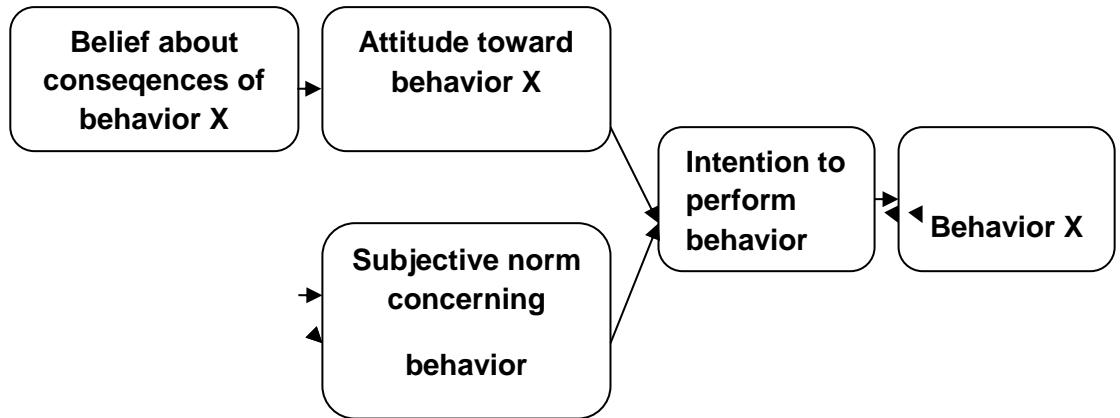 Belief about
conseqences of
behavior X
Attitude toward
behavior X
Intention to
perform
behavior
Behavior X
Subjective norm
concerning
behavior